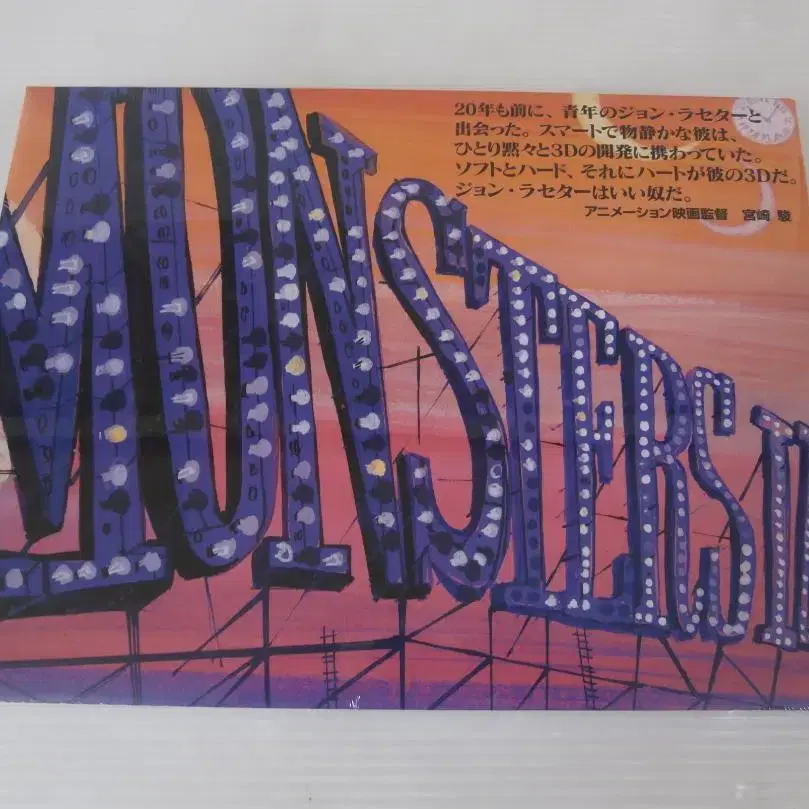 20年も前に、青年のジョン・ラセターと
出会った。スマートで物静かな彼は、
ひとり黙々と3Dの開発に携わっていた。
ソフトとハード、それにハートが彼の3Dだ。
ジョン・ラセターはいい奴だ。
アニメーション映画監督 宮崎 駿
MONSTERS IN